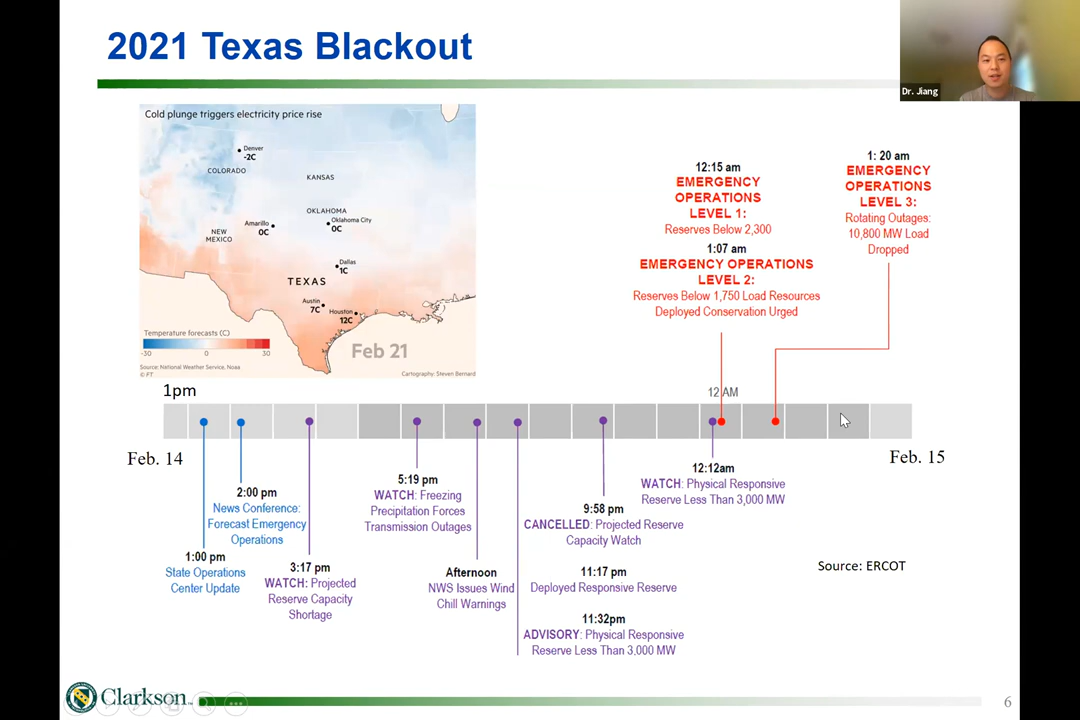 2021 Texas Blackout
Dr. Jiang
Cold plunge triggers electricity price rise
Denver
-2C
COLORADO
KANSAS
OKLAHOMA
Oklahoma City
0C
Amarillo
0C
NEW
MEXICO
Dallas
1C
TEXAS
Austin
7C
Houston
12C
Temperature forecasts (C)
-30
0
30
Feb 21
Source: National Weather Service, Noaa
© FT
Cartography: Steven Bernard
12:15 am
EMERGENCY
OPERATIONS
LEVEL 1:
Reserves Below 2,300
1:07 am
EMERGENCY OPERATIONS
LEVEL 2:
Reserves Below 1,750 Load Resources
Deployed Conservation Urged
1: 20 am
EMERGENCY
OPERATIONS
LEVEL 3:
Rotating Outages:
10,800 MW Load
Dropped
1pm
12 AM
Feb. 14
Feb. 15
1:00 pm
State Operations
Center Update
2:00 pm
News Conference:
Forecast Emergency
Operations
3:17 pm
WATCH: Projected
Reserve Capacity
Shortage
5:19 pm
WATCH: Freezing
Precipitation Forces
Transmission Outages
Afternoon
NWS Issues Wind
Chill Warnings
9:58 pm
CANCELLED: Projected Reserve
Capacity Watch
11:17 pm
Deployed Responsive Reserve
11:32pm
ADVISORY: Physical Responsive
Reserve Less Than 3,000 MW
12:12am
WATCH: Physical Responsive
Reserve Less Than 3,000 MW
Source: ERCOT
Clarkson
6